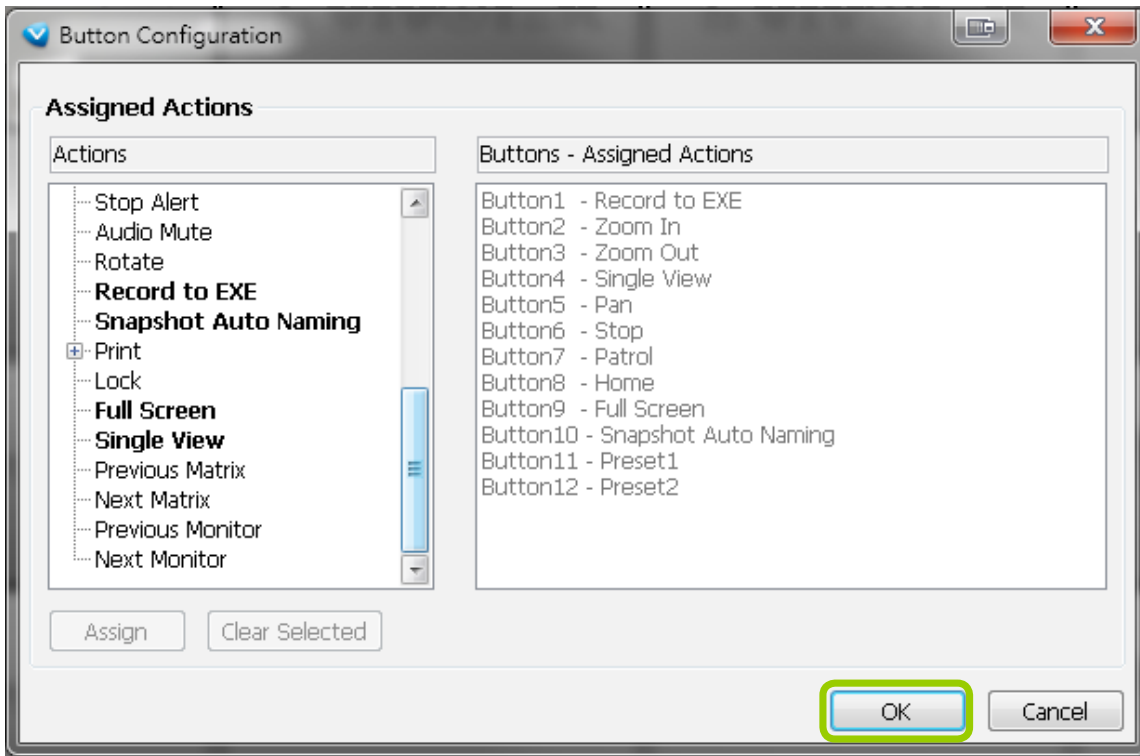 Button Configuration
Assigned Actions
Actions
Stop Alert
Audio Mute
Rotate
Record to EXE
Snapshot Auto Naming
Print
Lock
Full Screen
Single View
Previous Matrix
Next Matrix
Previous Monitor
Next Monitor
Assign
Clear Selected
Buttons - Assigned Actions
Button1 - Record to EXE
Button2 - Zoom In
Button3 - Zoom Out
Button4 - Single View
Button5 - Pan
Button6 - Stop
Button7 - Patrol
Button8 - Home
Button9 - Full Screen
Button10 - Snapshot Auto Naming
Button11 - Preset1
Button12 - Preset2
OK
Cancel